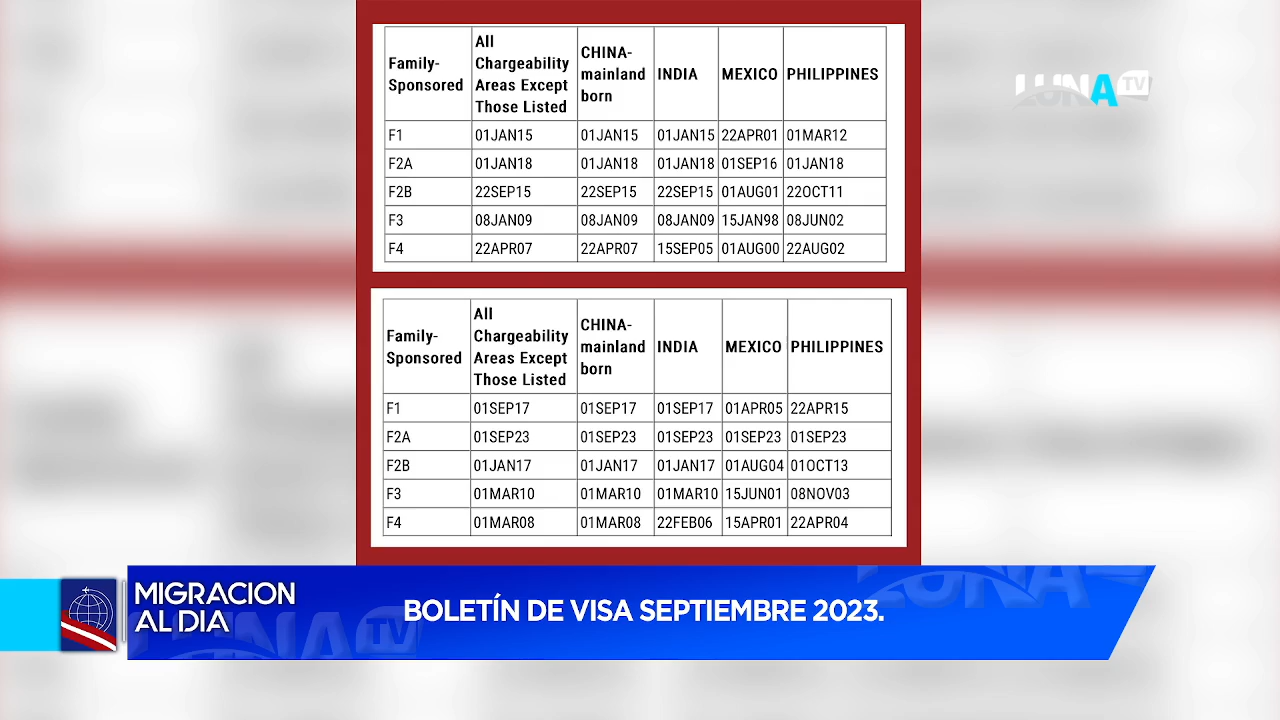 Family-Sponsored | All Chargeability Areas Except Those Listed | CHINA-mainland born | INDIA | MEXICO | PHILIPPINES
F1 | 01JAN15 | 01JAN15 | 01JAN15 | 22APR01 | 01MAR12
F2A | 01JAN18 | 01JAN18 | 01JAN18 | 01SEP16 | 01JAN18
F2B | 22SEP15 | 22SEP15 | 22SEP15 | 01AUG01 | 22OCT11
F3 | 08JAN09 | 08JAN09 | 08JAN09 | 15JAN98 | 08JUN02
F4 | 22APR07 | 22APR07 | 15SEP05 | 01AUG00 | 22AUG02
LUNA TV
Family-Sponsored | All Chargeability Areas Except Those Listed | CHINA-mainland born | INDIA | MEXICO | PHILIPPINES
F1 | 01SEP17 | 01SEP17 | 01SEP17 | 01APR05 | 22APR15
F2A | 01SEP23 | 01SEP23 | 01SEP23 | 01SEP23 | 01SEP23
F2B | 01JAN17 | 01JAN17 | 01JAN17 | 01AUG04 | 01OCT13
F3 | 01MAR10 | 01MAR10 | 01MAR10 | 15JUN01 | 08NOV03
F4 | 01MAR08 | 01MAR08 | 22FEB06 | 15APR01 | 22APR04
MIGRACION
AL DIA
BOLETÍN DE VISA SEPTIEMBRE 2023.
LUNA TV
LUNA